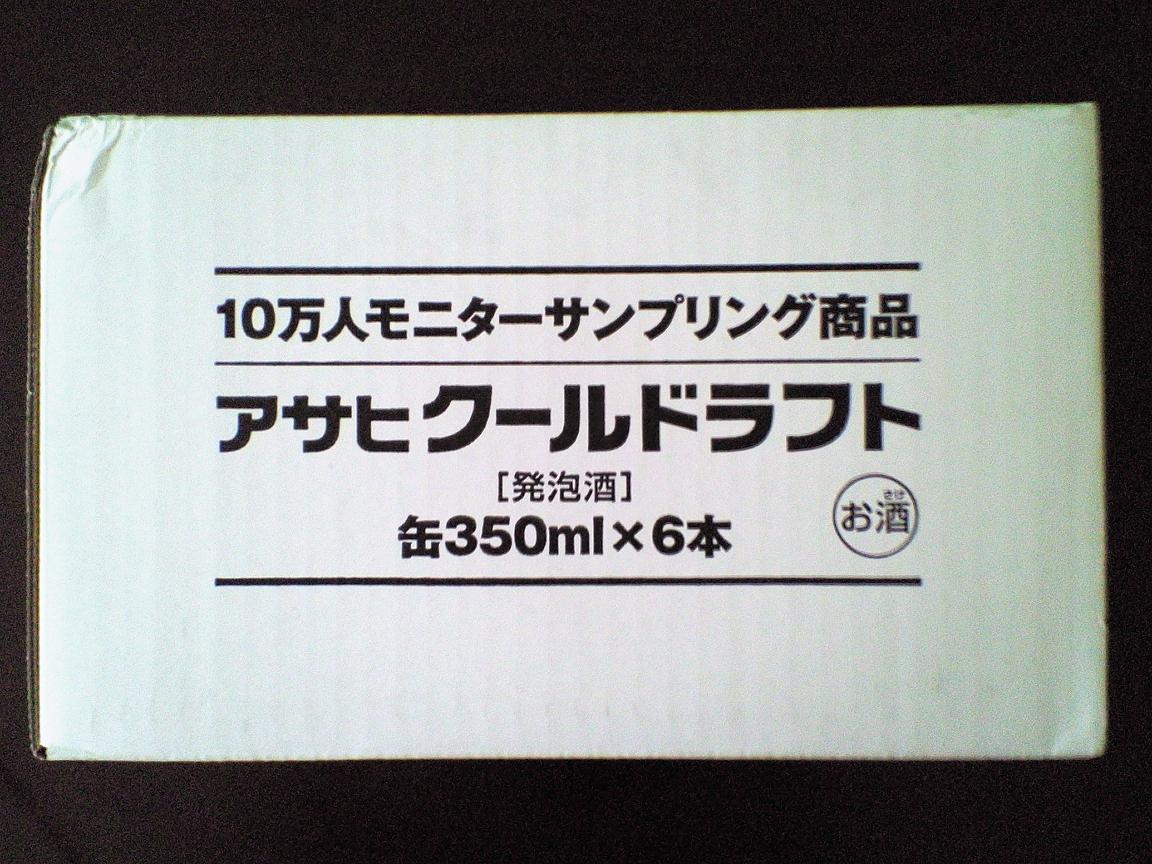 10万人モニターサンプリング商品
アサヒクールドラフト
[発泡酒]
缶350ml×6本
さけ
お酒